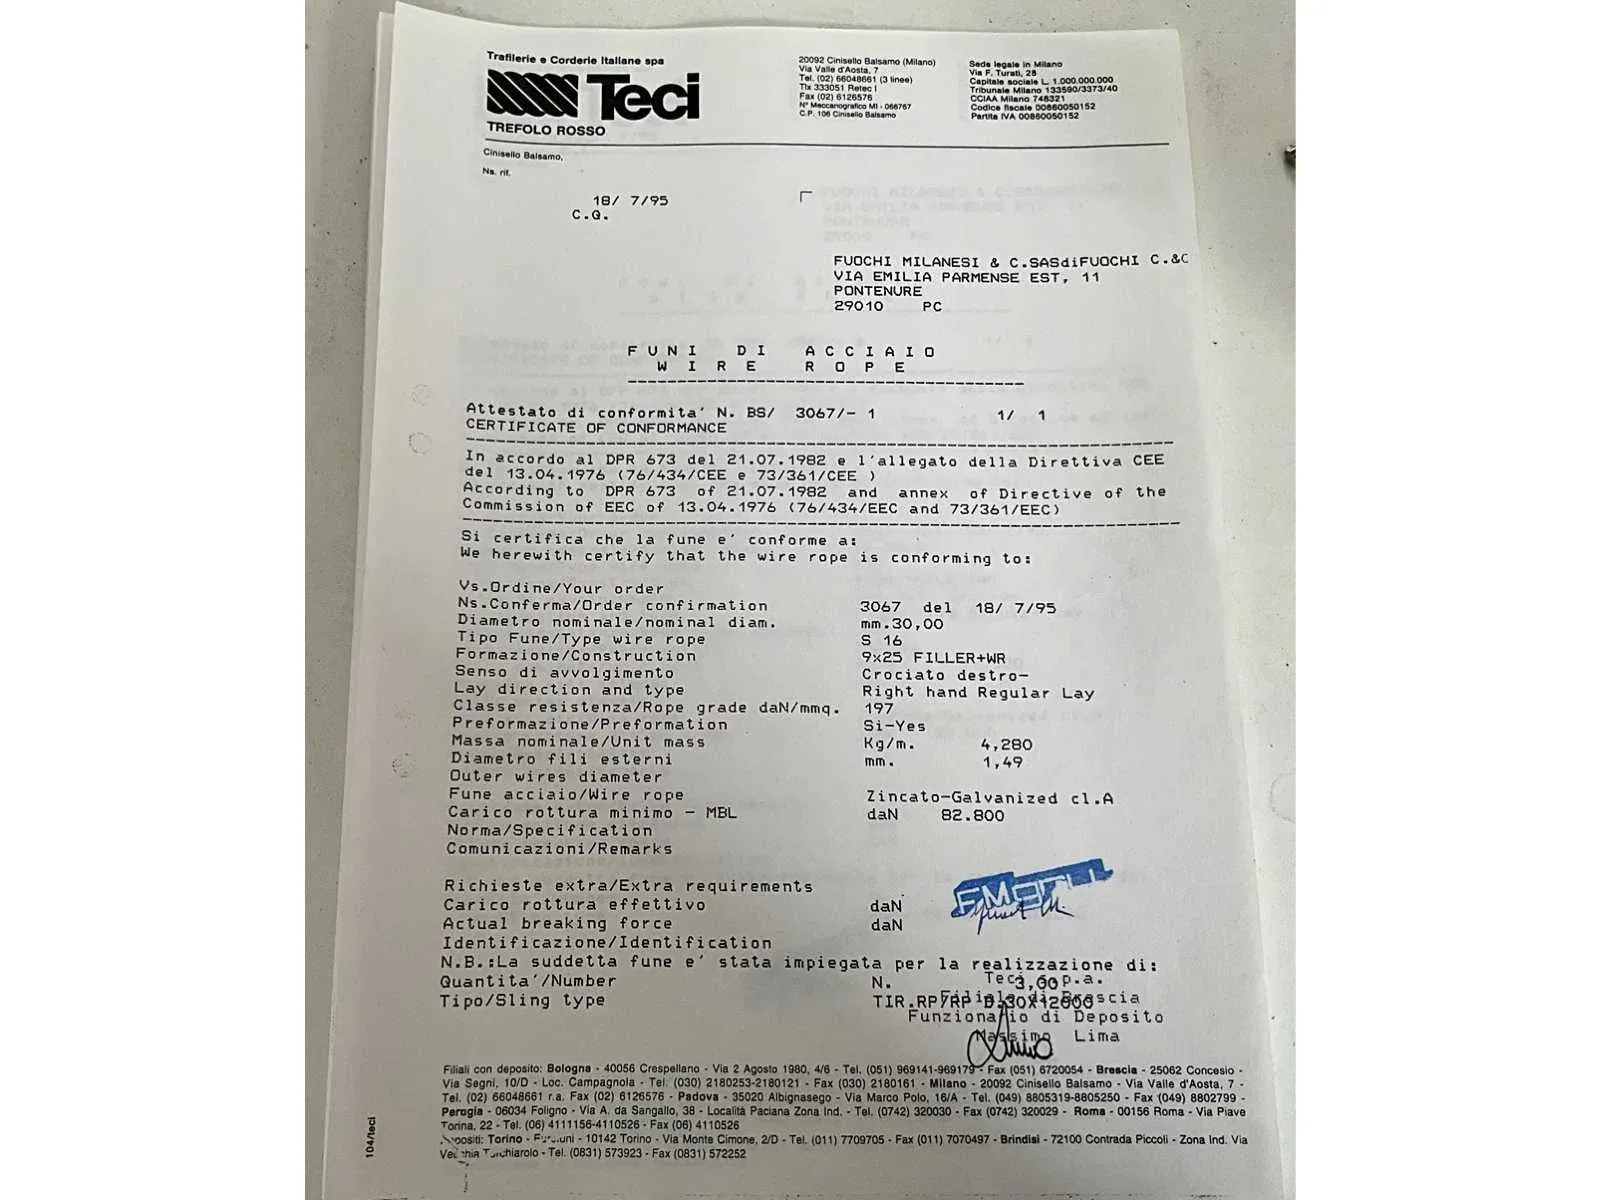 Trafilerie e Corderie Italiane spa
Teci
TREFOLO ROSSO
20092 Cinisello Balsamo (Milano)
Via Valle d'Aosta, 7
Tel. (02) 66048661 (3 linee)
Tlx 333051 Retec I
Fax (02) 6126576
N° Meccanografico MI - 066767
C.P. 106 Cinisello Balsamo
Sede legale in Milano
Via F. Turati, 28
Capitale sociale L. 1.000.000.000
Tribunale Milano 133590/3373/40
CCIAA Milano 748321
Codice fiscale 00860050152
Partita IVA 00860050152
Cinisello Balsamo,
Ns. rif.
18/ 7/95
C.Q.
FUOCHI MILANESI & C.SASdiFUOCHI C.&C
VIA EMILIA PARMENSE EST, 11
PONTENURE
29010 PC
FUNI DI ACCIAIO
WIRE ROPE
Attestato di conformita' N. BS/ 3067/- 1 1/ 1
CERTIFICATE OF CONFORMANCE
In accordo al DPR 673 del 21.07.1982 e l'allegato della Direttiva CEE
del 13.04.1976 (76/434/CEE e 73/361/CEE )
According to DPR 673 of 21.07.1982 and annex of Directive of the
Commission of EEC of 13.04.1976 (76/434/EEC and 73/361/EEC)
Si certifica che la fune e' conforme a:
We herewith certify that the wire rope is conforming to:
Vs.Ordine/Your order
Ns.Conferma/Order confirmation 3067 del 18/ 7/95
Diametro nominale/nominal diam. mm.30,00
Tipo Fune/Type wire rope S 16
Formazione/Construction 9x25 FILLER+WR
Senso di avvolgimento Crociato destro-
Lay direction and type Right hand Regular Lay
Classe resistenza/Rope grade daN/mmq. 197
Preformazione/Preformation Si-Yes
Massa nominale/Unit mass Kg/m. 4,280
Diametro fili esterni mm. 1,49
Outer wires diameter
Fune acciaio/Wire rope Zincato-Galvanized cl.A
Carico rottura minimo - MBL daN 82.800
Norma/Specification
Comunicazioni/Remarks
Richieste extra/Extra requirements
Carico rottura effettivo daN
Actual breaking force daN
Identificazione/Identification
N.B.:La suddetta fune e' stata impiegata per la realizzazione di:
Quantita'/Number N. 3,00
Teci s.p.a.
Tipo/Sling type TIR.RP/RP D.30X12000
Filiale di Brescia
Funzionario di Deposito
Massimo Lima
Filiali con deposito: Bologna - 40056 Crespellano - Via 2 Agosto 1980, 4/6 - Tel. (051) 969141-969179 - Fax (051) 6720054 - Brescia - 25062 Concesio -
Via Segni, 10/D - Loc. Campagnola - Tel. (030) 2180253-2180121 - Fax (030) 2180161 - Milano - 20092 Cinisello Balsamo - Via Valle d'Aosta, 7 -
Tel. (02) 66048661 r.a. Fax (02) 6126576 - Padova - 35020 Albignasego - Via Marco Polo, 16/A - Tel. (049) 8805319-8805250 - Fax (049) 8802799 -
Perogia - 06034 Foligno - Via A. da Sangallo, 38 - Località Paciana Zona Ind. - Tel. (0742) 320030 - Fax (0742) 320029 - Roma - 00156 Roma - Via Piave
Torina, 22 - Tel. (06) 4111156-4110526 - Fax (06) 4110526
Torino - 10142 Torino - Via Monte Cimone, 2/D - Tel. (011) 7709705 - Fax (011) 7070497 - Brindisi - 72100 Contrada Piccoli - Zona Ind. Via
Tel. (0831) 573923 - Fax (0831) 572252
104/teci